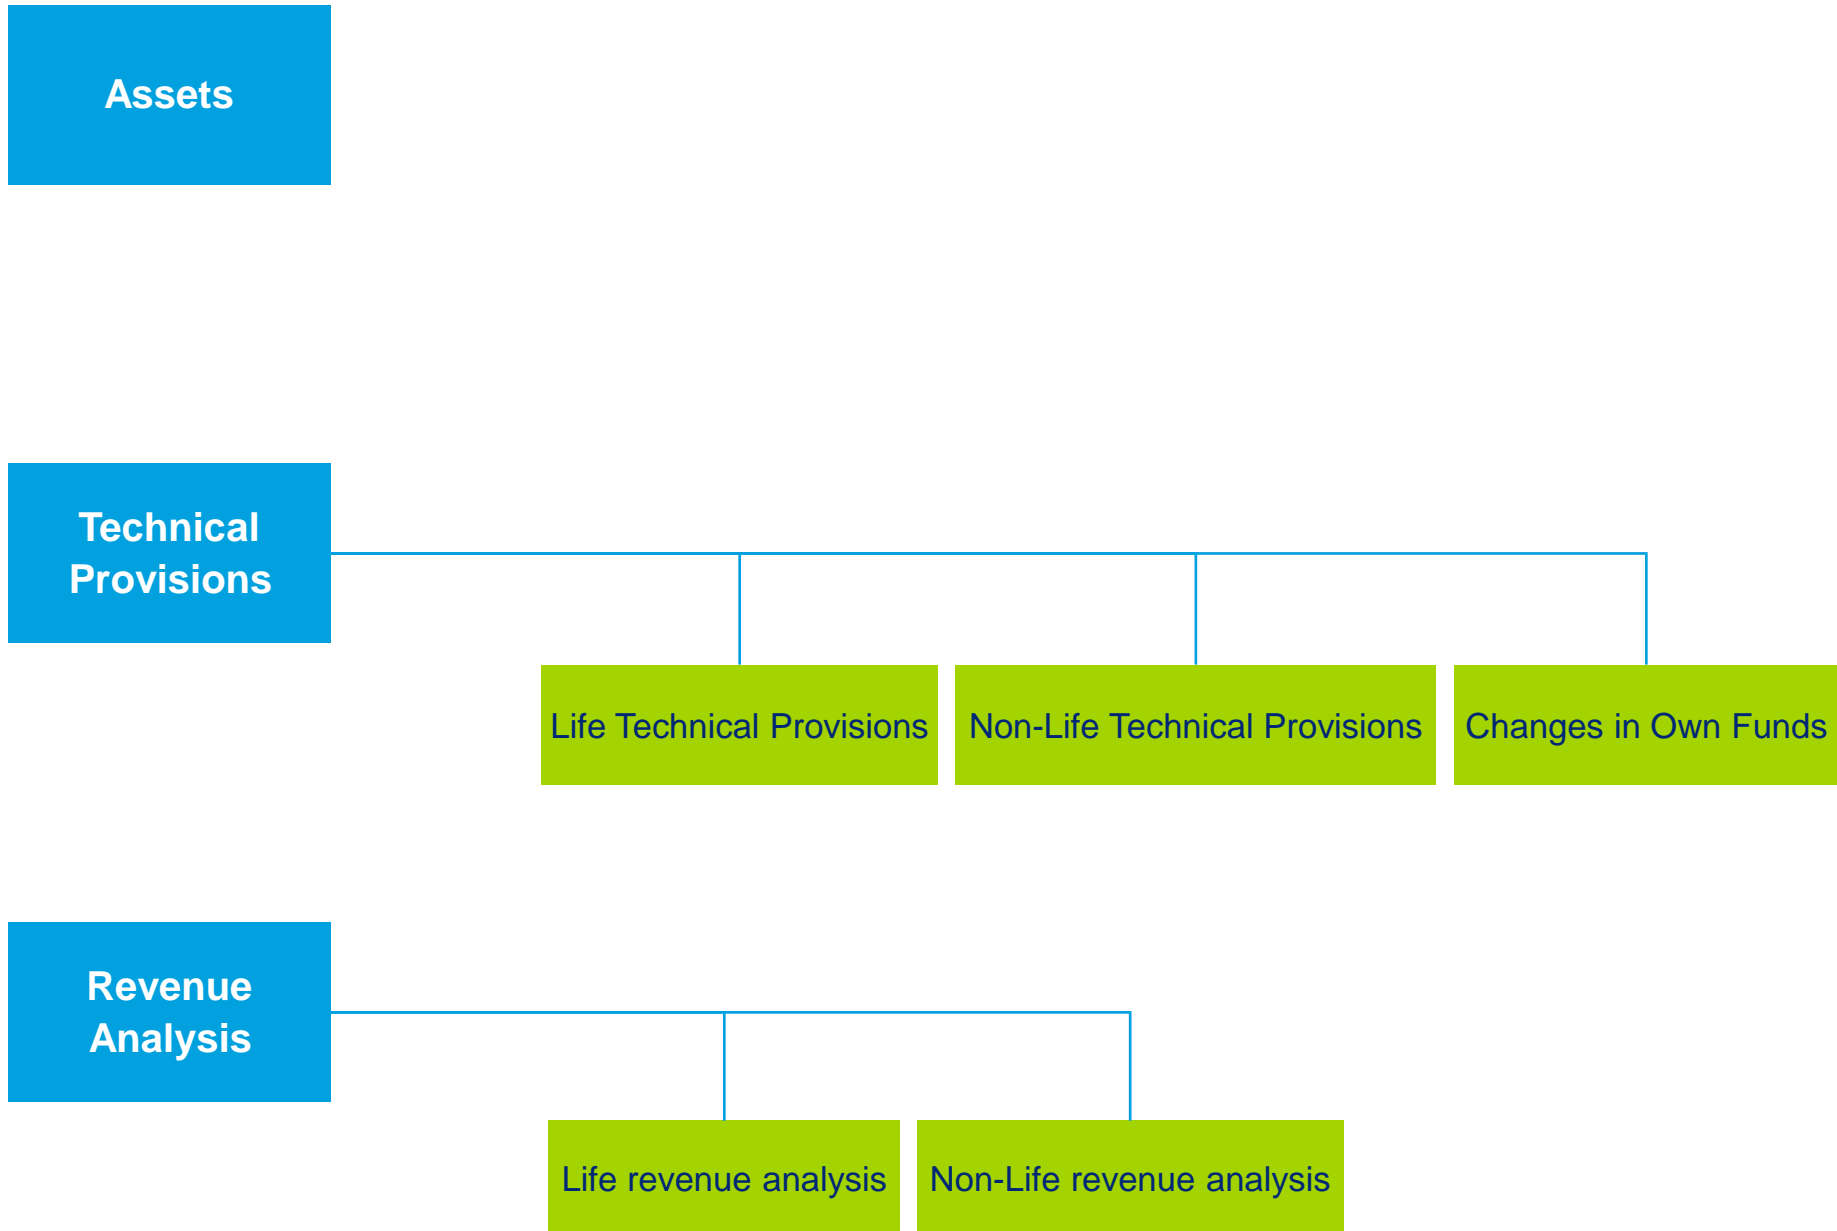 Assets
Technical
Provisions
Life Technical Provisions
Non-Life Technical Provisions
Changes in Own Funds
Revenue
Analysis
Life revenue analysis
Non-Life revenue analysis